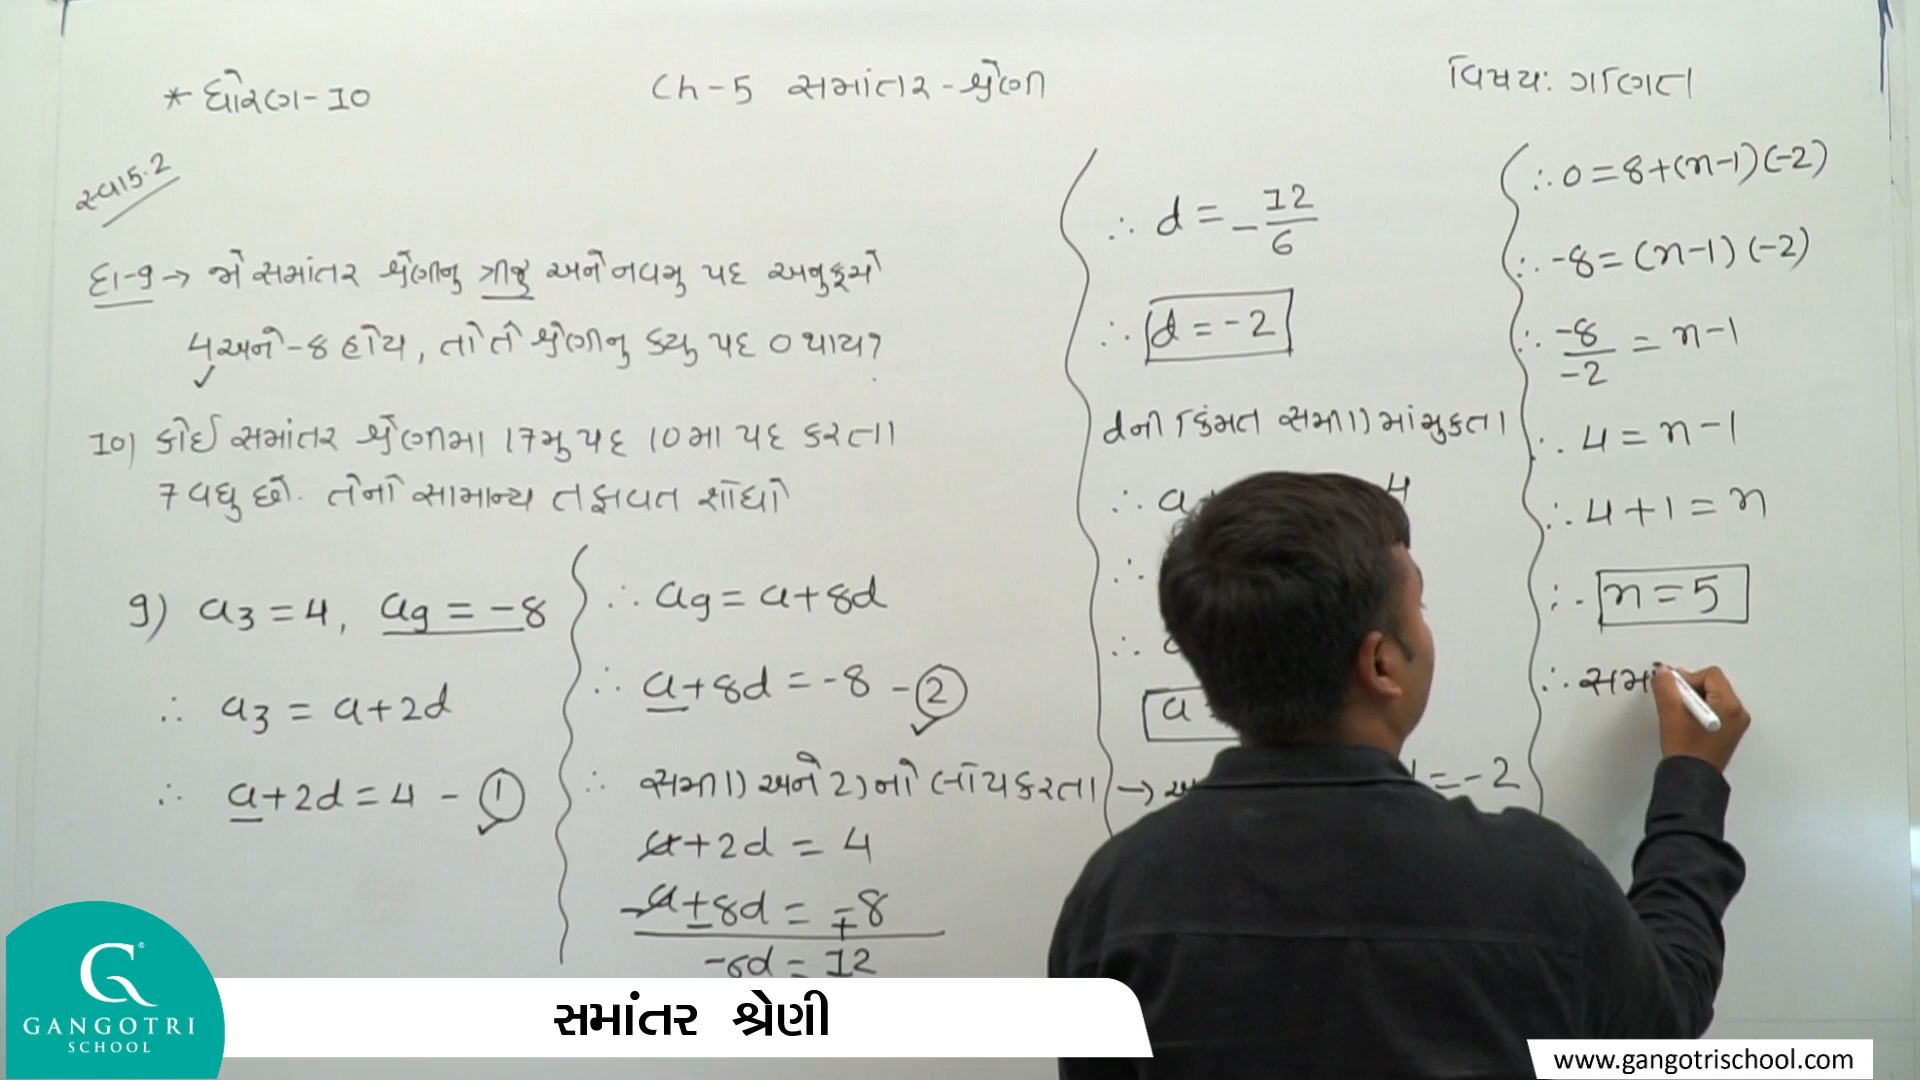 * ધોરણ-10
Ch-5 સમાંતર-શ્રેણી
વિષય: ગણિત
સ્વા5.2
દા-9 → જો સમાંતર શ્રેણીનુ ત્રીજુ અને નવમુ પદ અનુક્રમે
4 અને -8 હોય, તો તે શ્રેણીનુ કયુ પદ 0 થાય?
10) કોઈ સમાંતર શ્રેણીમા 17મુ પદ 10મા પદ કરતા
7 વધુ છે. તેનો સામાન્ય તફાવત શોધો
9) a3 = 4, a9 = -8
∴ a3 = a+2d
∴ a+2d = 4 - ①
∴ a9 = a+8d
∴ a+8d = -8 - ②
∴ સમી1) અને 2) નો લોપ કરતા
a+2d = 4
-a+8d = -8
+
-6d = 12
∴ d = -12/6
∴ d = -2
dની કિંમત સમી1) માં મુકતા
∴ a
4
∴
∴
a
→
= -2
∴ 0 = 8+(n-1)(-2)
∴ -8 = (n-1)(-2)
∴ -8/-2 = n-1
∴ 4 = n-1
∴ 4+1 = n
∴ n = 5
∴ સમા
GANGOTRI
SCHOOL
સમાંતર શ્રેણી
www.gangotrischool.com